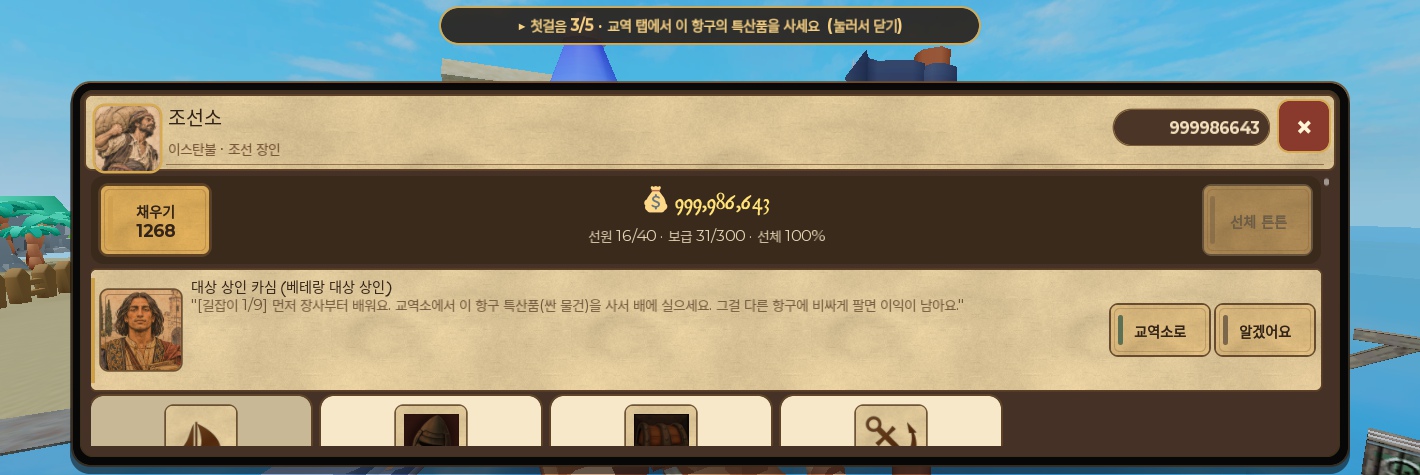 ▸ 첫걸음 3/5 · 교역 탭에서 이 항구의 특산품을 사세요 (눌러서 닫기)
조선소
이스탄불 · 조선 장인
999986643
×
채우기
1268
$ 999,986,643
선원 16/40 · 보급 31/300 · 선체 100%
선체 튼튼
대상 상인 카심 (베테랑 대상 상인)
"[길잡이 1/9] 먼저 장사부터 배워요. 교역소에서 이 항구 특산품(싼 물건)을 사서 배에 실으세요. 그걸 다른 항구에 비싸게 팔면 이익이 남아요."
교역소로
알겠어요